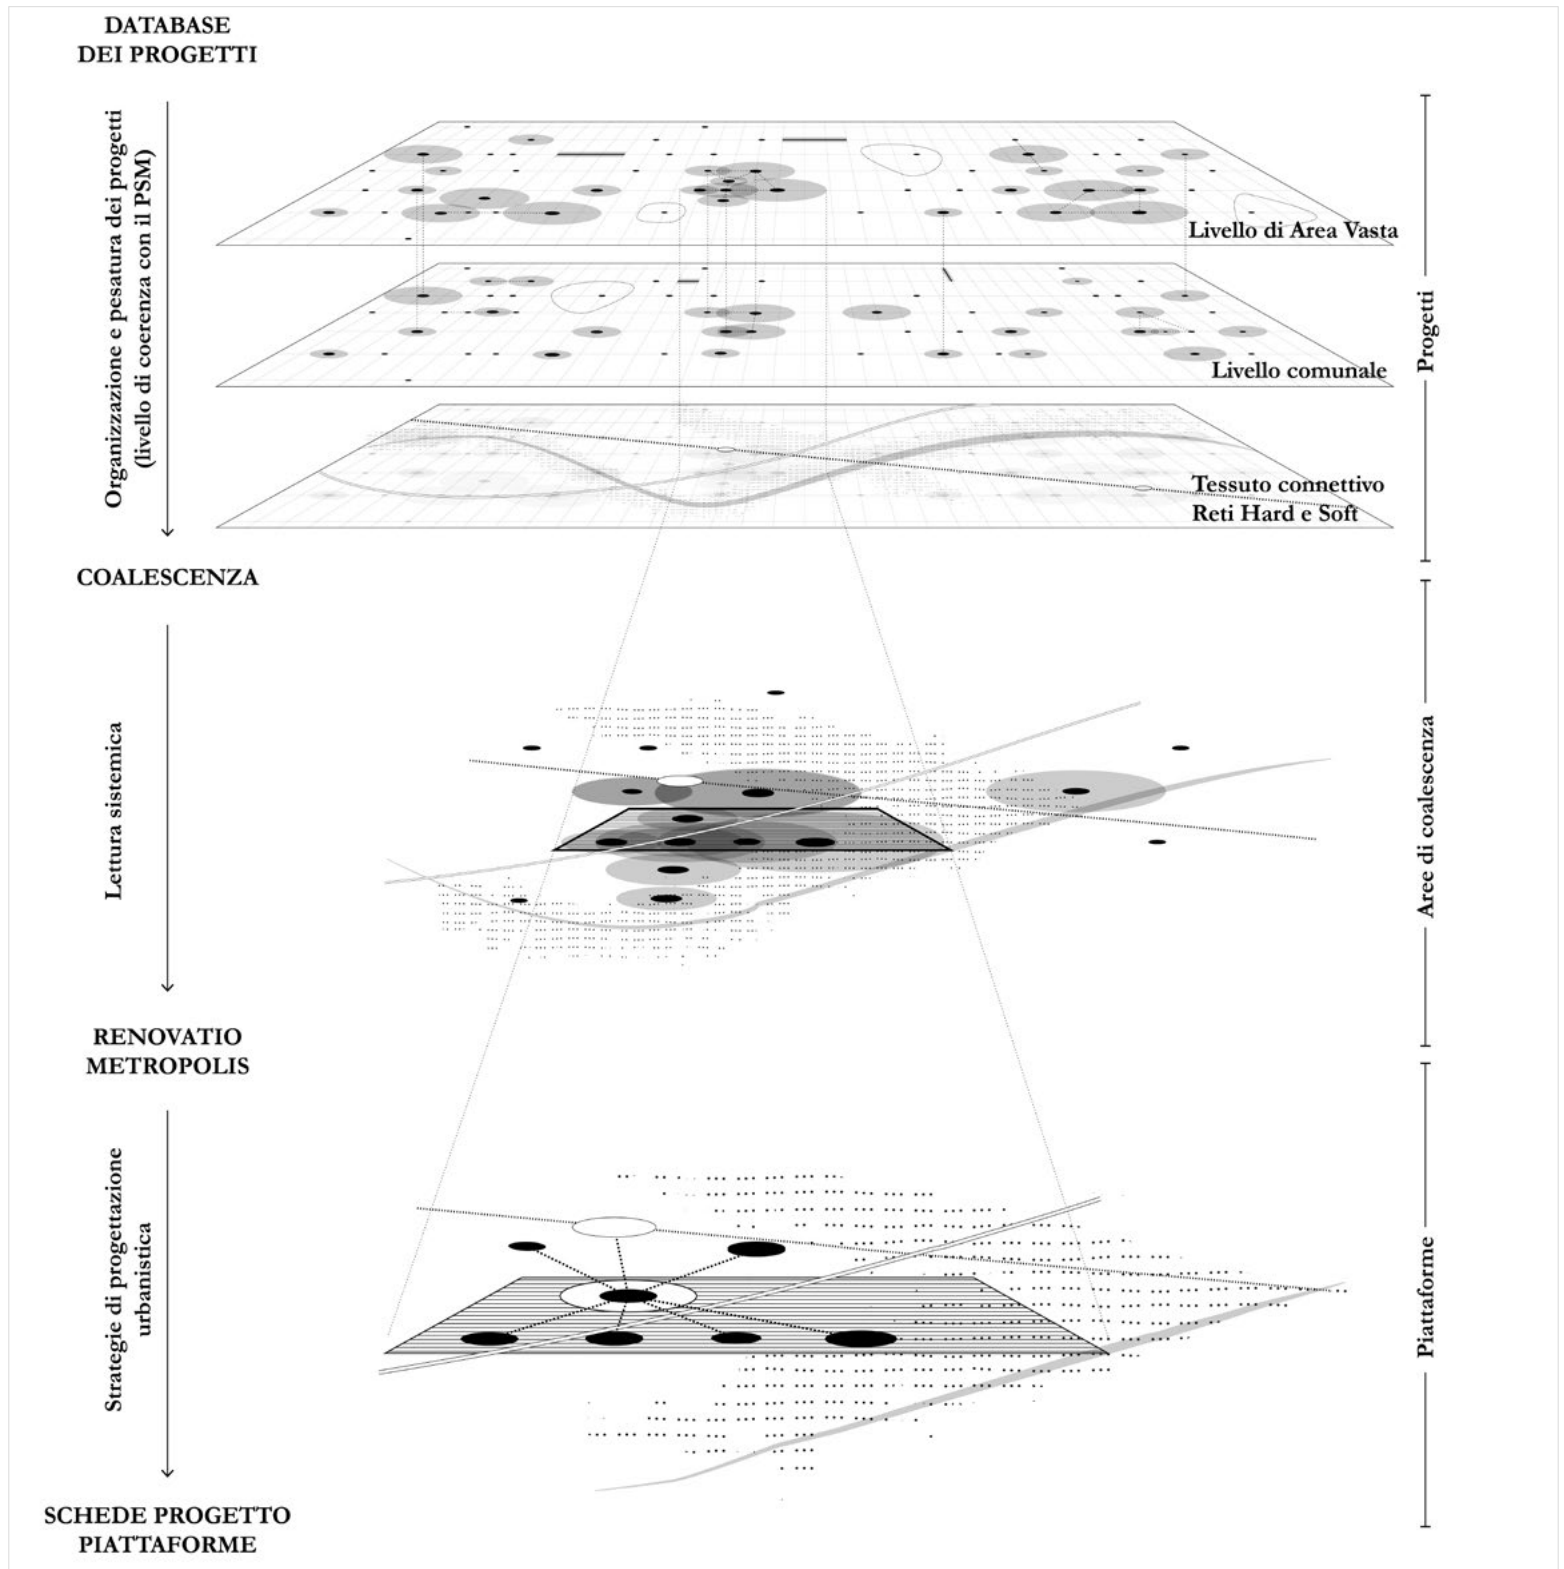 DATABASE
DEI PROGETTI
Organizzazione e pesatura dei progetti
(livello di coerenza con il PSM)
Livello di Area Vasta
Livello comunale
Tessuto connettivo
Reti Hard e Soft
Progetti
COALESCENZA
Lettura sistemica
Aree di coalescenza
RENOVATIO
METROPOLIS
Strategie di progettazione
urbanistica
Piattaforme
SCHEDE PROGETTO
PIATTAFORME